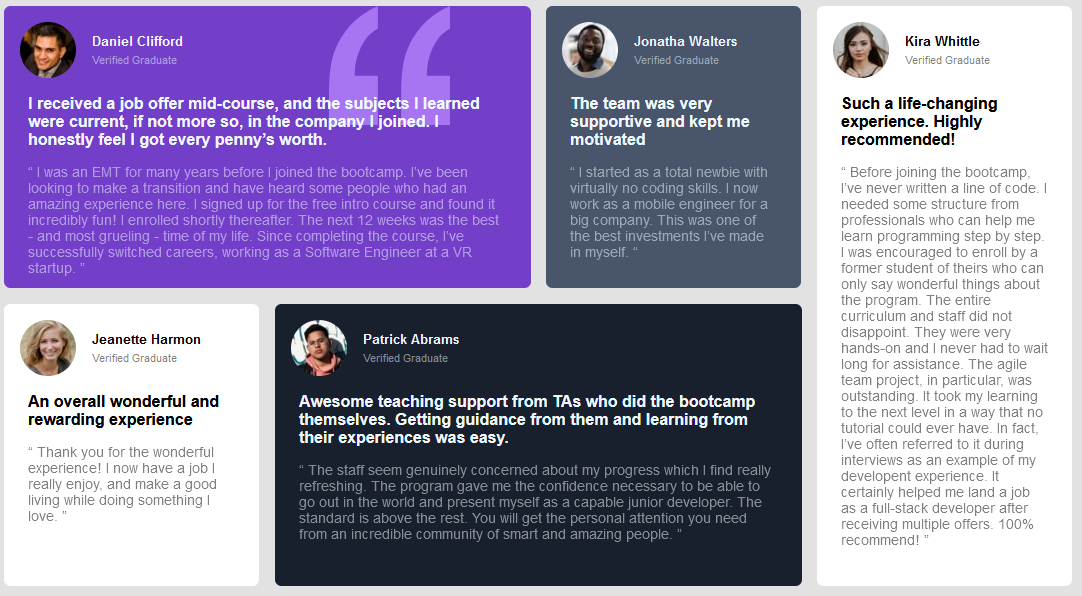 Daniel Clifford
Verified Graduate
I received a job offer mid-course, and the subjects I learned
were current, if not more so, in the company I joined. I
honestly feel I got every penny’s worth.
“ I was an EMT for many years before I joined the bootcamp. I’ve been
looking to make a transition and have heard some people who had an
amazing experience here. I signed up for the free intro course and found it
incredibly fun! I enrolled shortly thereafter. The next 12 weeks was the best
- and most grueling - time of my life. Since completing the course, I’ve
successfully switched careers, working as a Software Engineer at a VR
startup. ”
Jonatha Walters
Verified Graduate
The team was very
supportive and kept me
motivated
“ I started as a total newbie with
virtually no coding skills. I now
work as a mobile engineer for a
big company. This was one of
the best investments I’ve made
in myself. “
Kira Whittle
Verified Graduate
Such a life-changing
experience. Highly
recommended!
“ Before joining the bootcamp,
I’ve never written a line of code. I
needed some structure from
professionals who can help me
learn programming step by step.
I was encouraged to enroll by a
former student of theirs who can
only say wonderful things about
the program. The entire
curriculum and staff did not
disappoint. They were very
hands-on and I never had to wait
long for assistance. The agile
team project, in particular, was
outstanding. It took my learning
to the next level in a way that no
tutorial could ever have. In fact,
I’ve often referred to it during
interviews as an example of my
developent experience. It
certainly helped me land a job
as a full-stack developer after
receiving multiple offers. 100%
recommend! ”
Jeanette Harmon
Verified Graduate
An overall wonderful and
rewarding experience
“ Thank you for the wonderful
experience! I now have a job I
really enjoy, and make a good
living while doing something I
love. ”
Patrick Abrams
Verified Graduate
Awesome teaching support from TAs who did the bootcamp
themselves. Getting guidance from them and learning from
their experiences was easy.
“ The staff seem genuinely concerned about my progress which I find really
refreshing. The program gave me the confidence necessary to be able to
go out in the world and present myself as a capable junior developer. The
standard is above the rest. You will get the personal attention you need
from an incredible community of smart and amazing people. ”